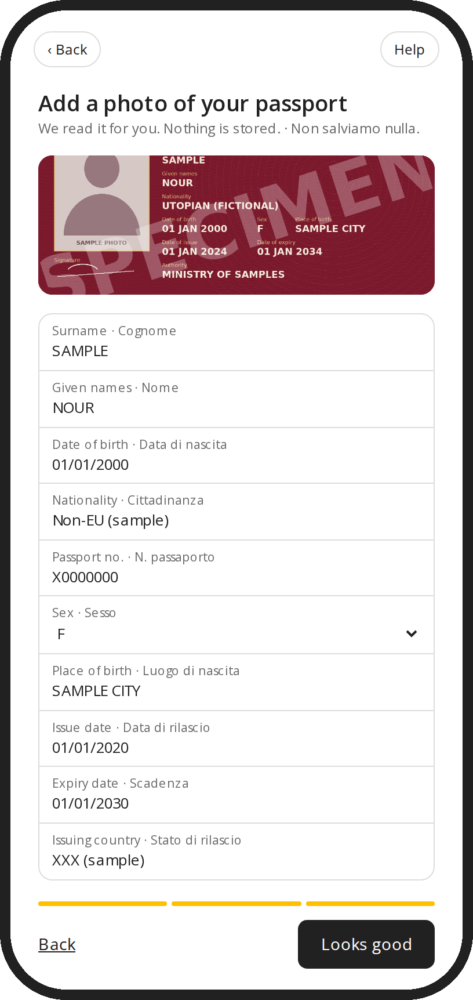 ‹ Back
Help
Add a photo of your passport
We read it for you. Nothing is stored. · Non salviamo nulla.
SAMPLE
Given names
NOUR
Nationality
UTOPIAN (FICTIONAL)
Date of birth Sex Place of birth
01 JAN 2000 F SAMPLE CITY
Date of issue Date of expiry
01 JAN 2024 01 JAN 2034
Authority
MINISTRY OF SAMPLES
SAMPLE PHOTO
Signature
SPECIMEN
Surname · Cognome
SAMPLE
Given names · Nome
NOUR
Date of birth · Data di nascita
01/01/2000
Nationality · Cittadinanza
Non-EU (sample)
Passport no. · N. passaporto
X0000000
Sex · Sesso
F
Place of birth · Luogo di nascita
SAMPLE CITY
Issue date · Data di rilascio
01/01/2020
Expiry date · Scadenza
01/01/2030
Issuing country · Stato di rilascio
XXX (sample)
Back
Looks good